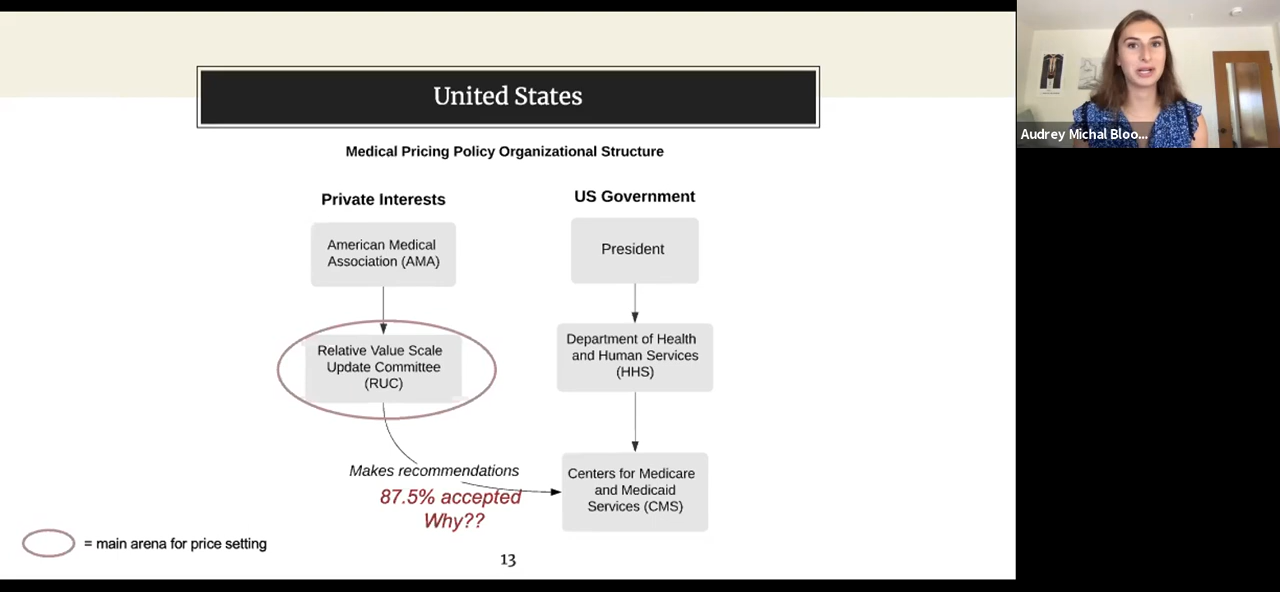 United States
Medical Pricing Policy Organizational Structure
Private Interests
US Government
American Medical
Association (AMA)
President
Relative Value Scale
Update Committee
(RUC)
Department of Health
and Human Services
(HHS)
Makes recommendations
87.5% accepted
Why??
Centers for Medicare
and Medicaid
Services (CMS)
= main arena for price setting
13
Audrey Michal Bloo...